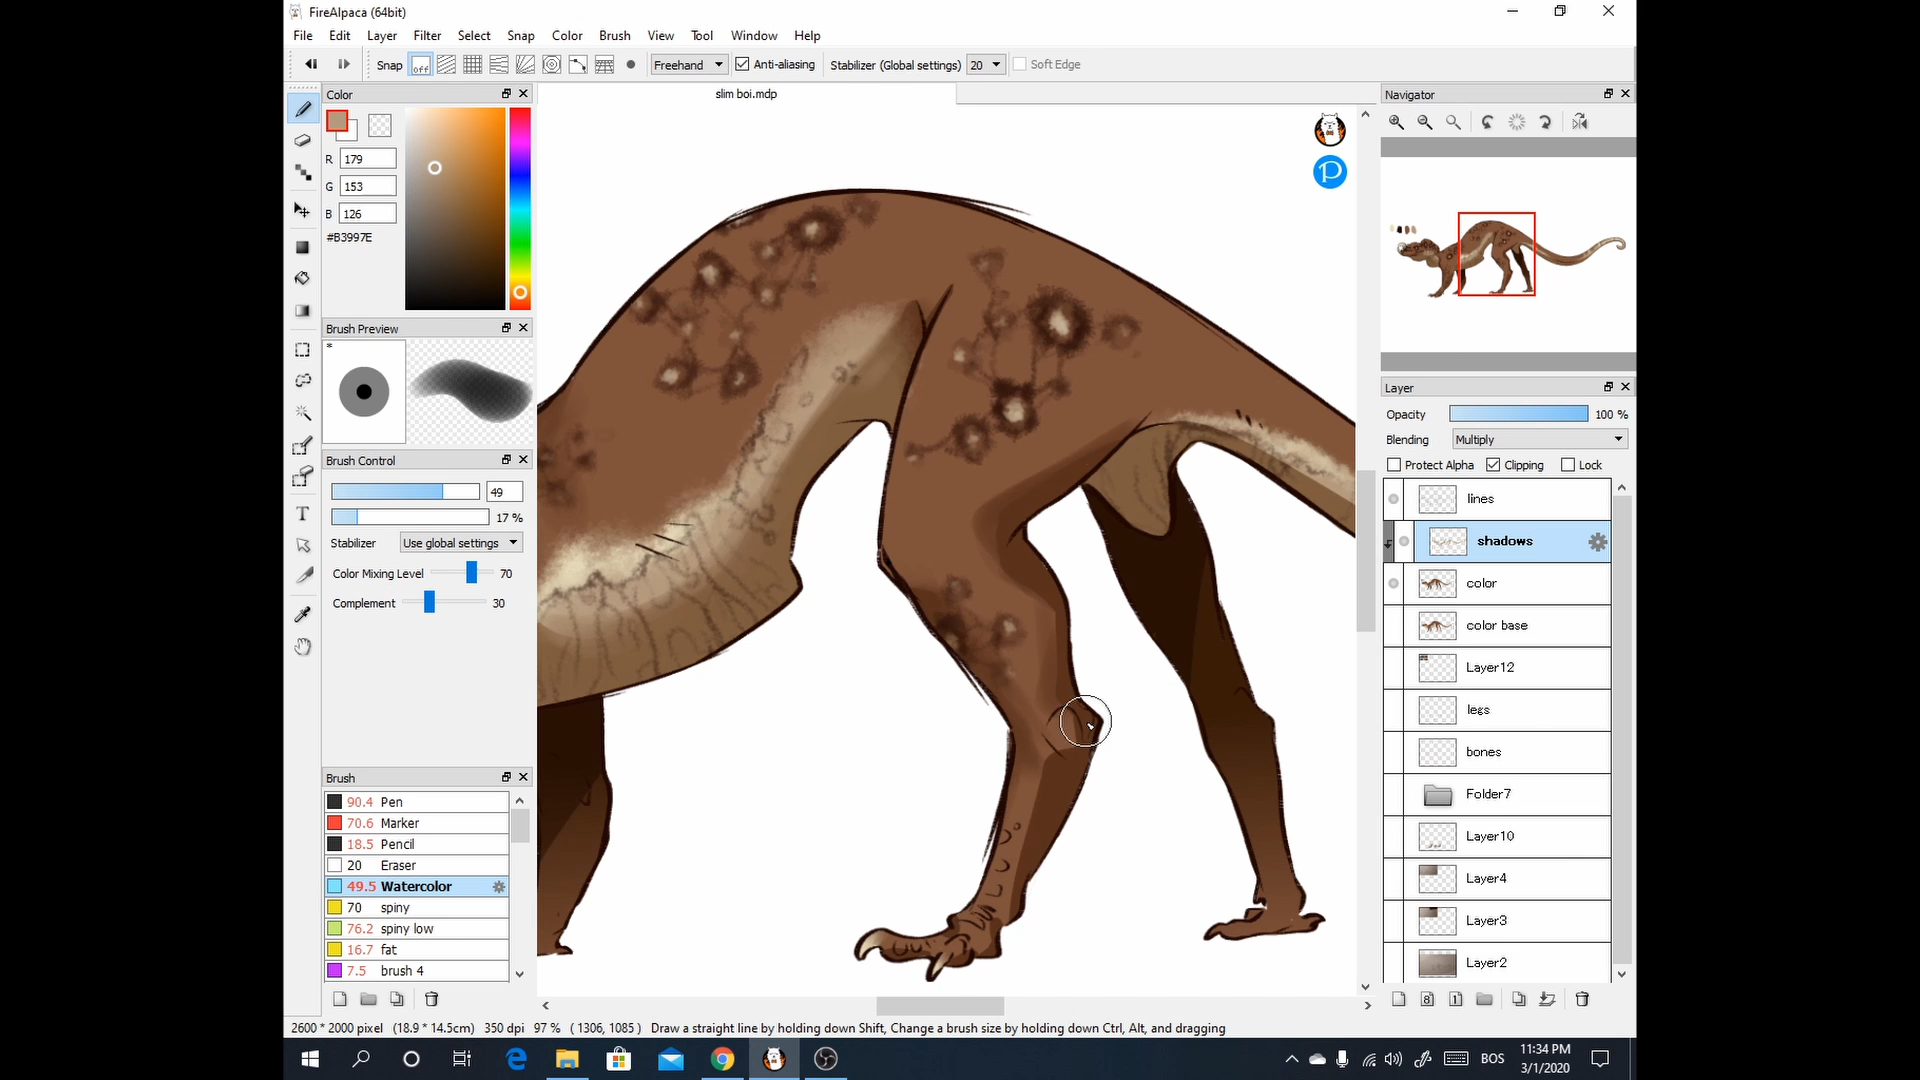 FireAlpaca (64bit)
File Edit Layer Filter Select Snap Color Brush View Tool Window Help
Snap off Freehand Anti-aliasing Stabilizer (Global settings) 20 Soft Edge
Color
slim boi.mdp
Navigator
R 179
G 153
B 126
#B3997E
P
Brush Preview
*
Layer
Opacity 100 %
Blending Multiply
Protect Alpha Clipping Lock
Brush Control
49
17 %
Stabilizer Use global settings
Color Mixing Level 70
Complement 30
T
lines
shadows
color
color base
Layer12
legs
bones
Folder7
Layer10
Layer4
Layer3
Layer2
Brush
90.4 Pen
70.6 Marker
18.5 Pencil
20 Eraser
49.5 Watercolor
70 spiny
76.2 spiny low
16.7 fat
7.5 brush 4
8 1
2600 * 2000 pixel (18.9 * 14.5cm) 350 dpi 97 % ( 1306, 1085 ) Draw a straight line by holding down Shift, Change a brush size by holding down Ctrl, Alt, and dragging
BOS
11:34 PM
3/1/2020